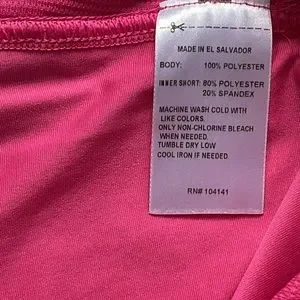 MADE IN EL SALVADOR
BODY: 100% POLYESTER
INNER SHORT: 80% POLYESTER
20% SPANDEX
MACHINE WASH COLD WITH
LIKE COLORS.
ONLY NON-CHLORINE BLEACH
WHEN NEEDED.
TUMBLE DRY LOW
COOL IRON IF NEEDED
RN# 104141